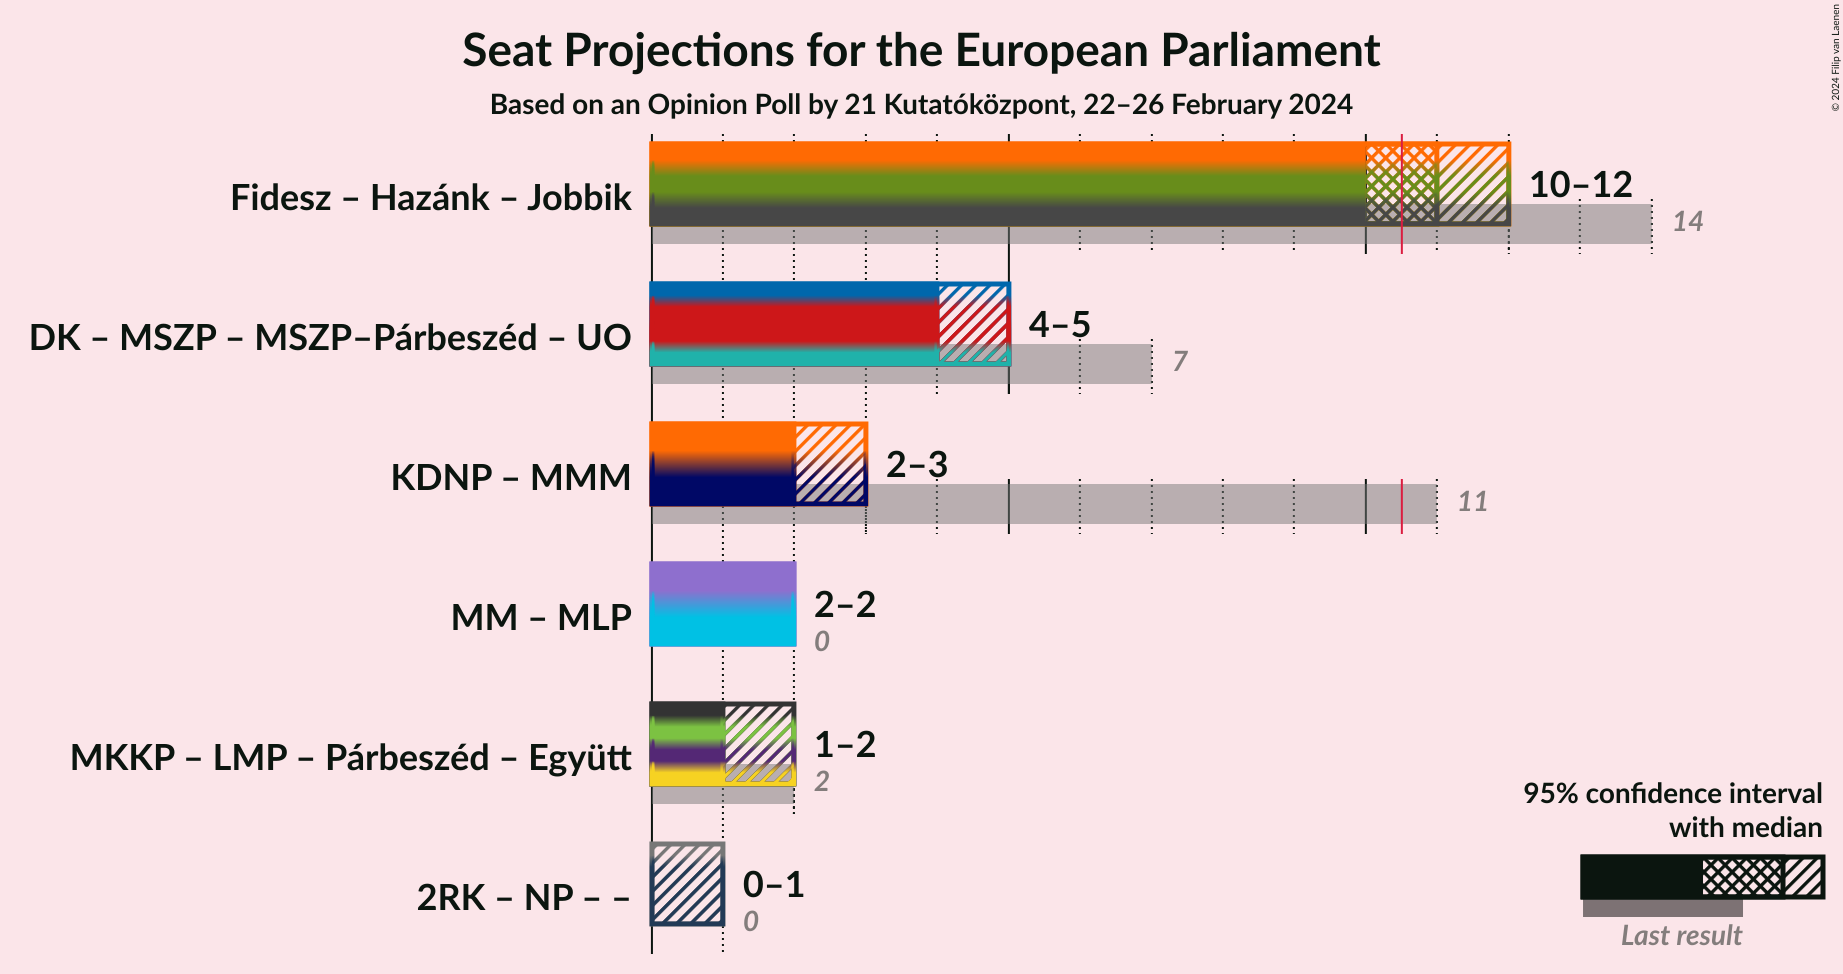 Seat Projections for the European Parliament
Based on an Opinion Poll by 21 Kutatóközpont, 22–26 February 2024
© 2024 Filip van Laenen
Fidesz – Hazánk – Jobbik
10–12
14
DK – MSZP – MSZP–Párbeszéd – UO
4–5
7
KDNP – MMM
2–3
11
MM – MLP
2–2
0
MKKP – LMP – Párbeszéd – Együtt
1–2
2
2RK – NP – –
0–1
0
95% confidence interval
with median
Last result